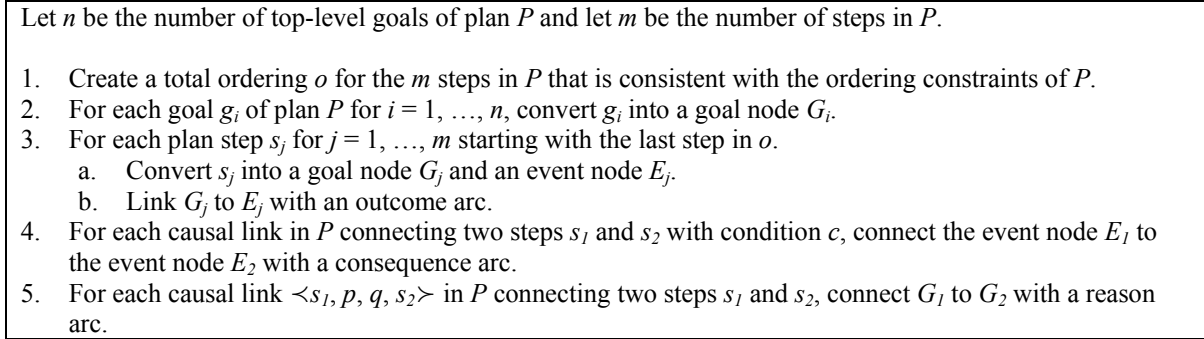 Let n be the number of top-level goals of plan P and let m be the number of steps in P.
1. Create a total ordering o for the m steps in P that is consistent with the ordering constraints of P.
2. For each goal gᵢ of plan P for i = 1, …, n, convert gᵢ into a goal node Gᵢ.
3. For each plan step sⱼ for j = 1, …, m starting with the last step in o.
a. Convert sⱼ into a goal node Gⱼ and an event node Eⱼ.
b. Link Gⱼ to Eⱼ with an outcome arc.
4. For each causal link in P connecting two steps s₁ and s₂ with condition c, connect the event node E₁ to
the event node E₂ with a consequence arc.
5. For each causal link ≺s₁, p, q, s₂≻ in P connecting two steps s₁ and s₂, connect G₁ to G₂ with a reason
arc.